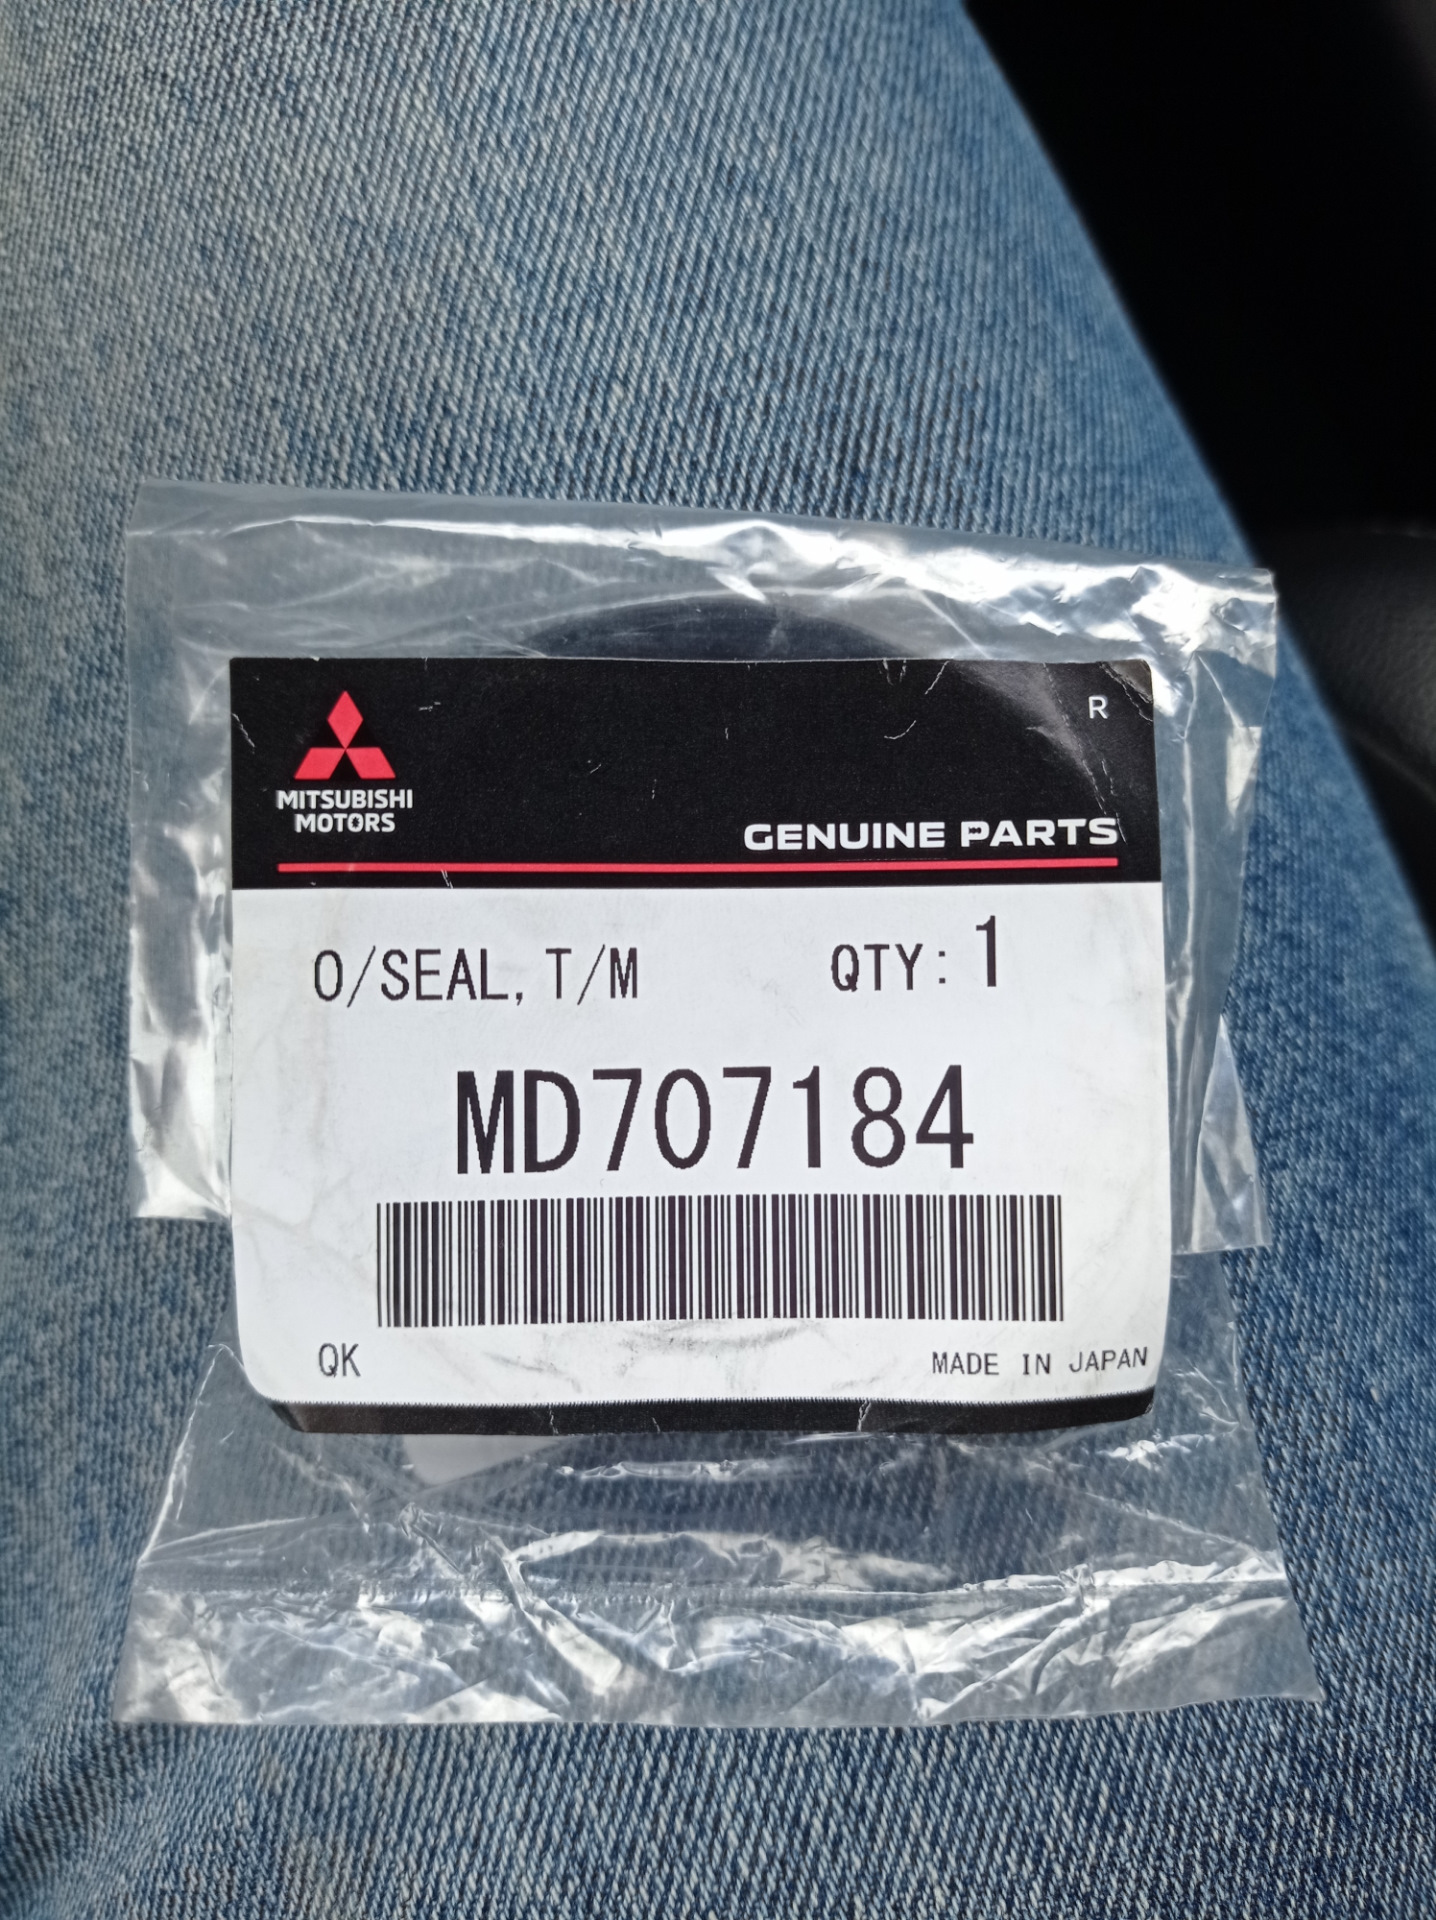 R
MITSUBISHI
MOTORS
GENUINE PARTS
O/SEAL, T/M QTY: 1
MD707184
QK MADE IN JAPAN